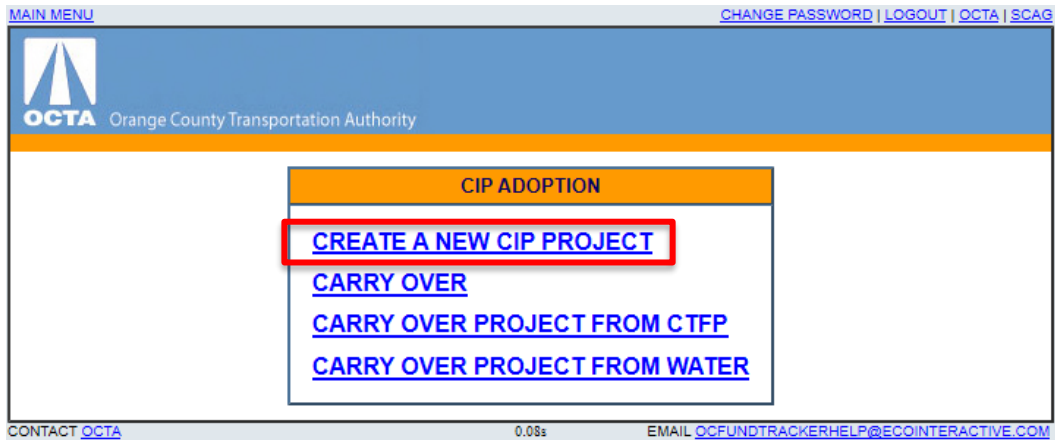 MAIN MENU CHANGE PASSWORD | LOGOUT | OCTA | SCAG
OCTA Orange County Transportation Authority
CIP ADOPTION
CREATE A NEW CIP PROJECT
CARRY OVER
CARRY OVER PROJECT FROM CTFP
CARRY OVER PROJECT FROM WATER
CONTACT OCTA 0.08s EMAIL OCFUNDTRACKERHELP@ECOINTERACTIVE.COM